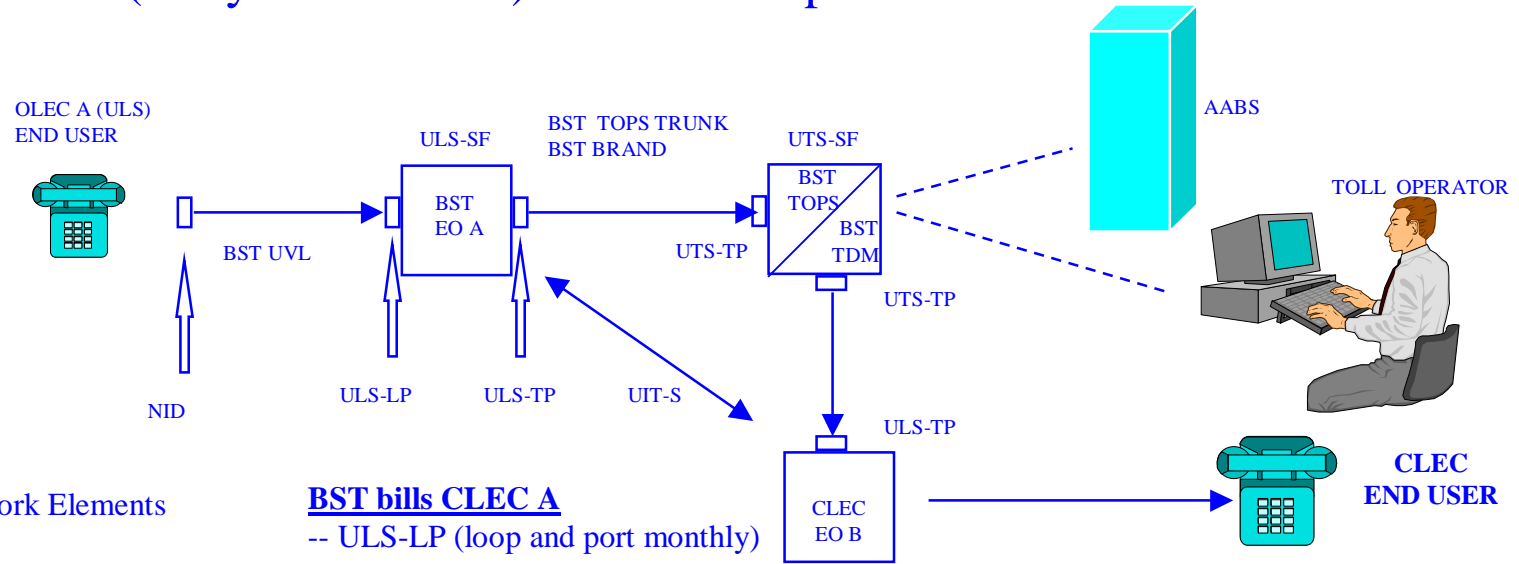 OLEC A (ULS)
END USER
ULS-SF
BST TOPS TRUNK
BST BRAND
UTS-SF
AABS
BST
TOPS
BST
TDM
TOLL OPERATOR
BST
EO A
BST UVL
UTS-TP
UTS-TP
NID
ULS-LP
ULS-TP
UIT-S
ULS-TP
CLEC
END USER
CLEC
EO B
ork Elements
BST bills CLEC A
-- ULS-LP (loop and port monthly)